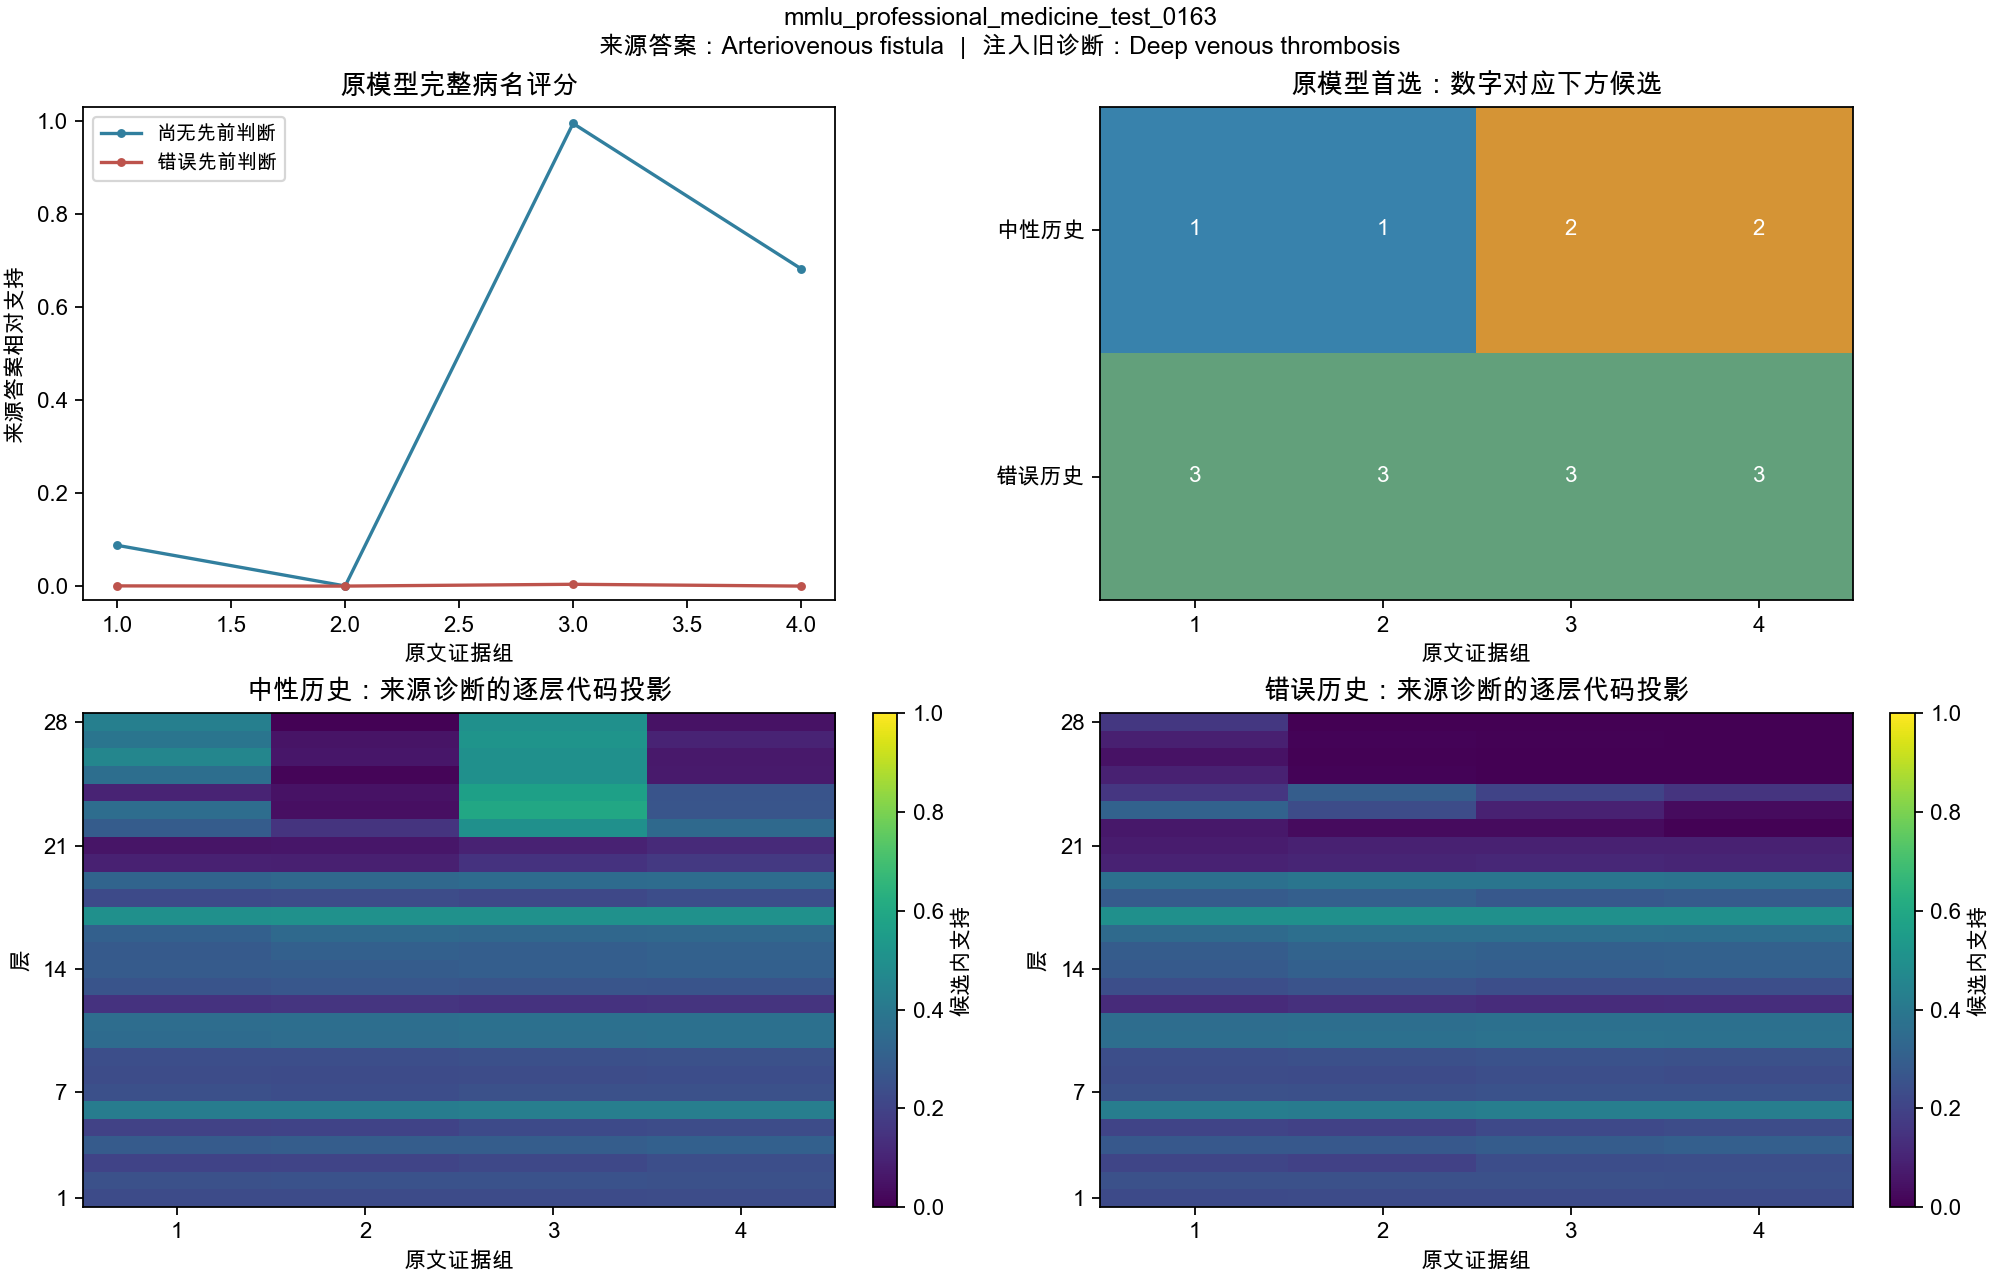 mmlu_professional_medicine_test_0163
来源答案：Arteriovenous fistula | 注入旧诊断：Deep venous thrombosis
原模型完整病名评分
尚无先前判断
错误先前判断
来源答案相对支持
1.0
0.8
0.6
0.4
0.2
0.0
1.0 1.5 2.0 2.5 3.0 3.5 4.0
原文证据组
原模型首选：数字对应下方候选
中性历史
1 1 2 2
错误历史
3 3 3 3
1 2 3 4
原文证据组
中性历史：来源诊断的逐层代码投影
层
28
21
14
7
1
1 2 3 4
原文证据组
1.0
0.8
0.6
0.4
0.2
0.0
候选内支持
错误历史：来源诊断的逐层代码投影
层
28
21
14
7
1
1 2 3 4
原文证据组
1.0
0.8
0.6
0.4
0.2
0.0
候选内支持